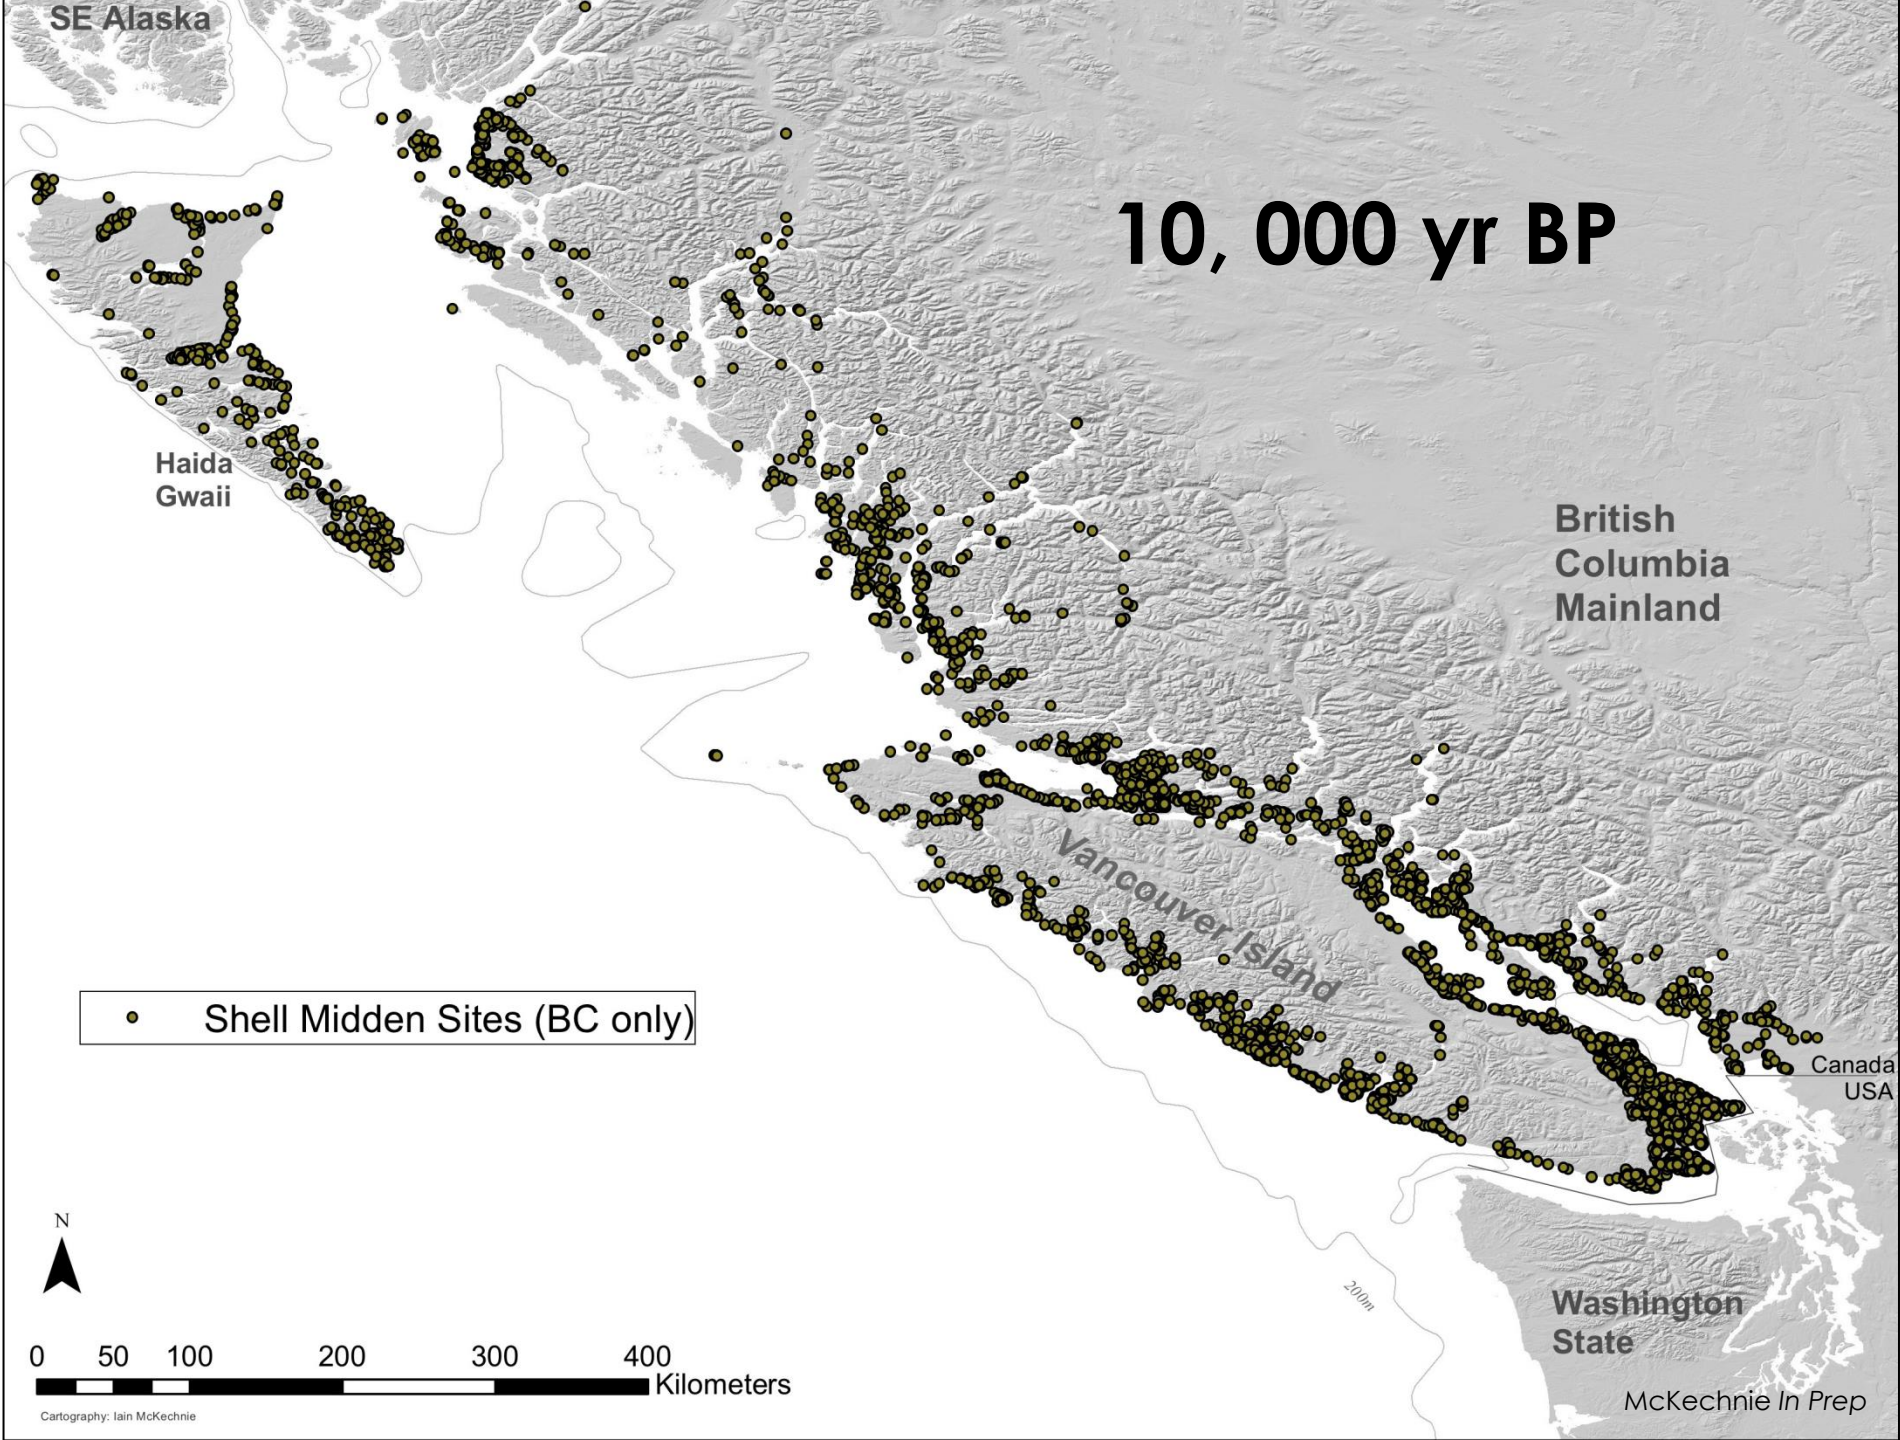 SE Alaska
10, 000 yr BP
Haida
Gwaii
British
Columbia
Mainland
Vancouver Island
Shell Midden Sites (BC only)
Canada
USA
N
200m
Washington
State
0 50 100 200 300 400
Kilometers
McKechnie In Prep
Cartography: Iain McKechnie